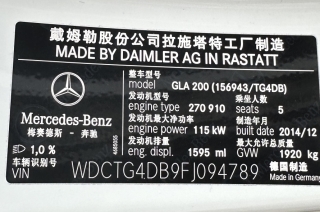 戴姆勒股份公司拉施塔特工厂制造
MADE BY DAIMLER AG IN RASTATT
整车型号
model GLA 200 (156943/TG4DB)
发动机型号 乘坐人数
engine type 270 910 seats 5
发动机最大净功率 制造年月
engine power 115 kW built date 2014/12
发动机排量 最大允许总质量
eng. displ. 1595 ml GVW 1920 kg
Mercedes-Benz
梅赛德斯 - 奔驰
1,0 %
车辆识别号
VIN WDCTG4DB9FJ094789
德国制造
Made in Germany